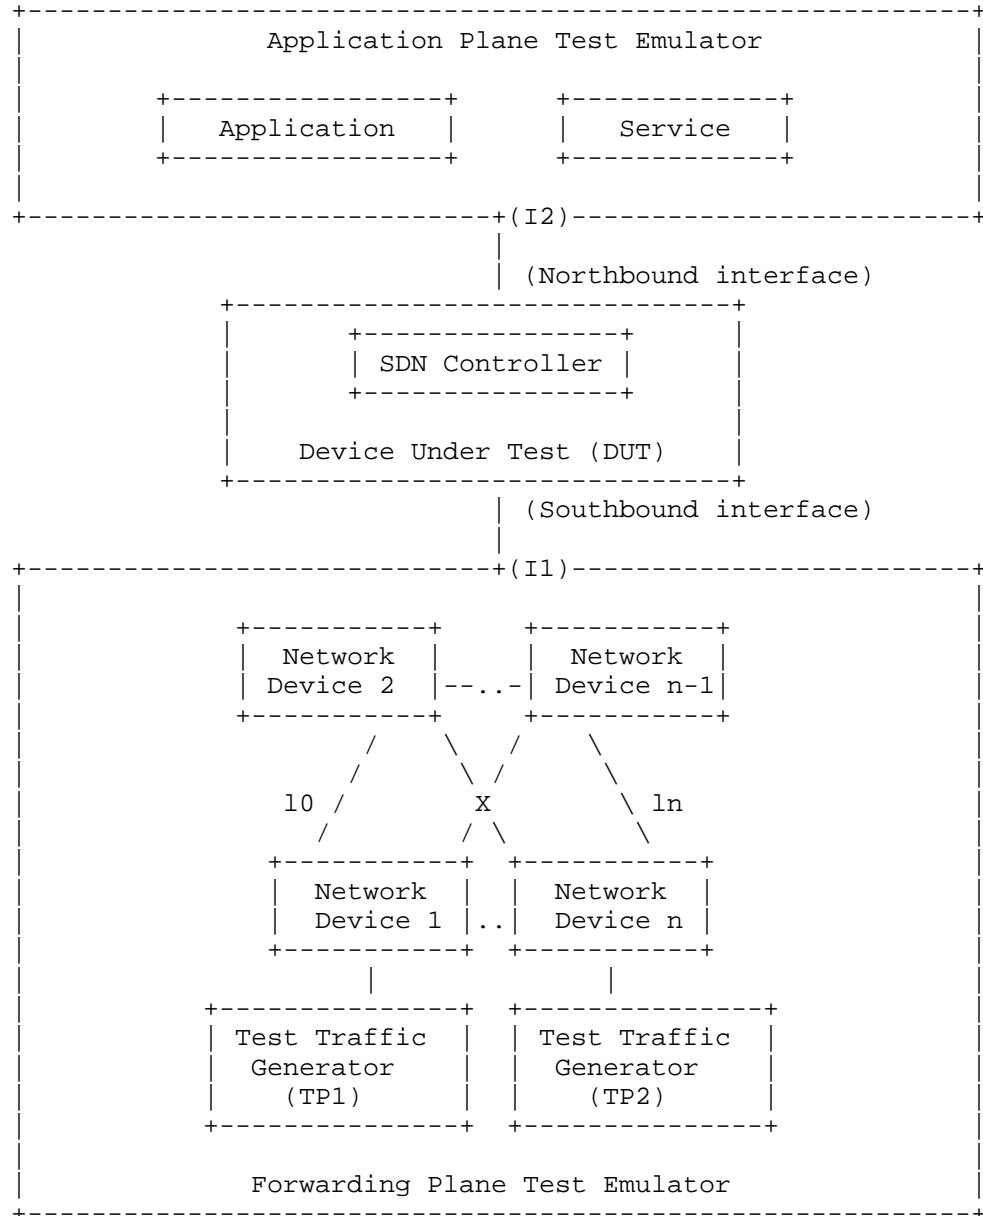 Application Plane Test Emulator
Application
Service
(I2)
(Northbound interface)
SDN Controller
Device Under Test (DUT)
(Southbound interface)
(I1)
Network
Device 2
Network
Device n-1
--..-
l0
X
ln
Network
Device 1
..
Network
Device n
Test Traffic
Generator
(TP1)
Test Traffic
Generator
(TP2)
Forwarding Plane Test Emulator